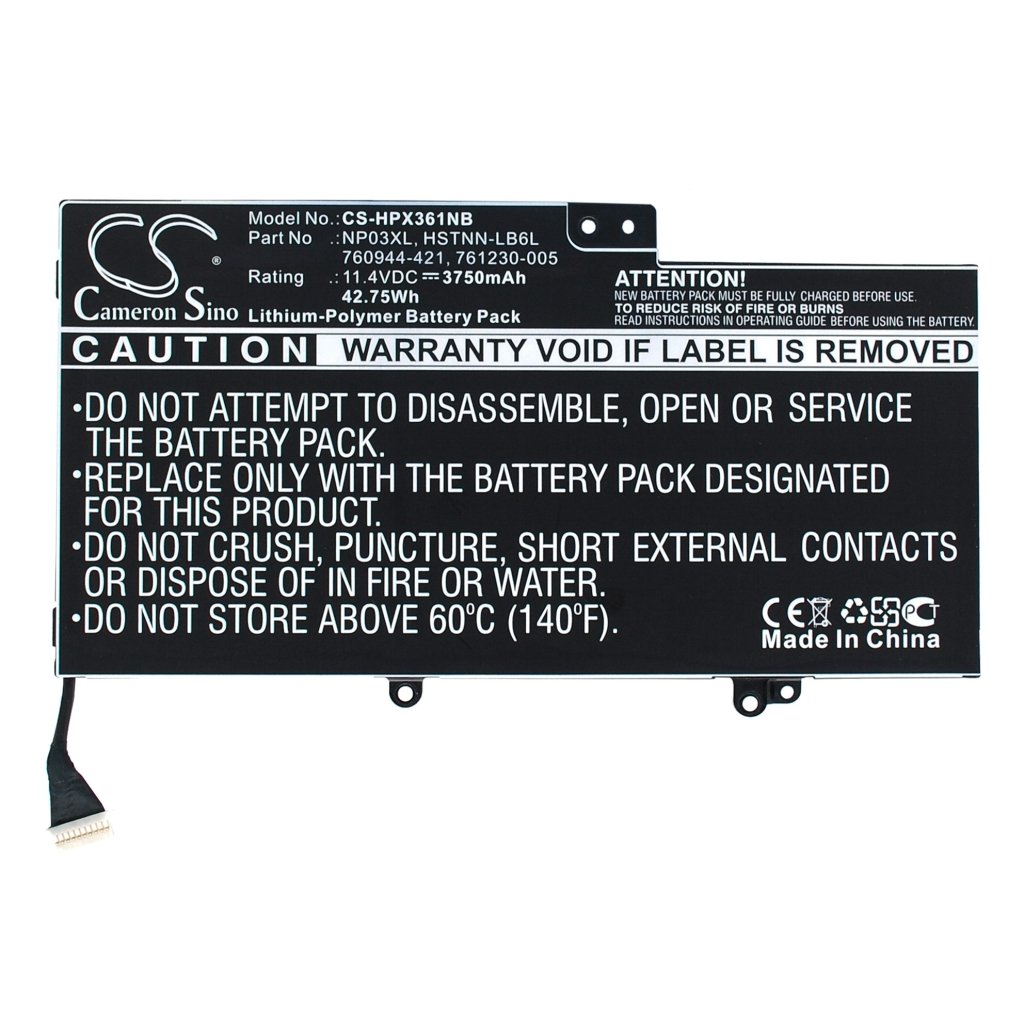 CS
Cameron Sino
®
Model No.: CS-HPX361NB
Part No .: NP03XL, HSTNN-LB6L
760944-421, 761230-005
Rating .: 11.4VDC ⎓ 3750mAh
42.75Wh
Lithium-Polymer Battery Pack
ATTENTION!
NEW BATTERY PACK MUST BE FULLY CHARGED BEFORE USE.
TO REDUCE RISK OF FIRE OR BURNS
READ INSTRUCTIONS IN OPERATING GUIDE BEFORE USING THE BATTERY.
CAUTION WARRANTY VOID IF LABEL IS REMOVED
•DO NOT ATTEMPT TO DISASSEMBLE, OPEN OR SERVICE
THE BATTERY PACK.
•REPLACE ONLY WITH THE BATTERY PACK DESIGNATED
FOR THIS PRODUCT.
•DO NOT CRUSH, PUNCTURE, SHORT EXTERNAL CONTACTS
OR DISPOSE OF IN FIRE OR WATER.
•DO NOT STORE ABOVE 60ºC (140ºF).
CE PCT
Made In China